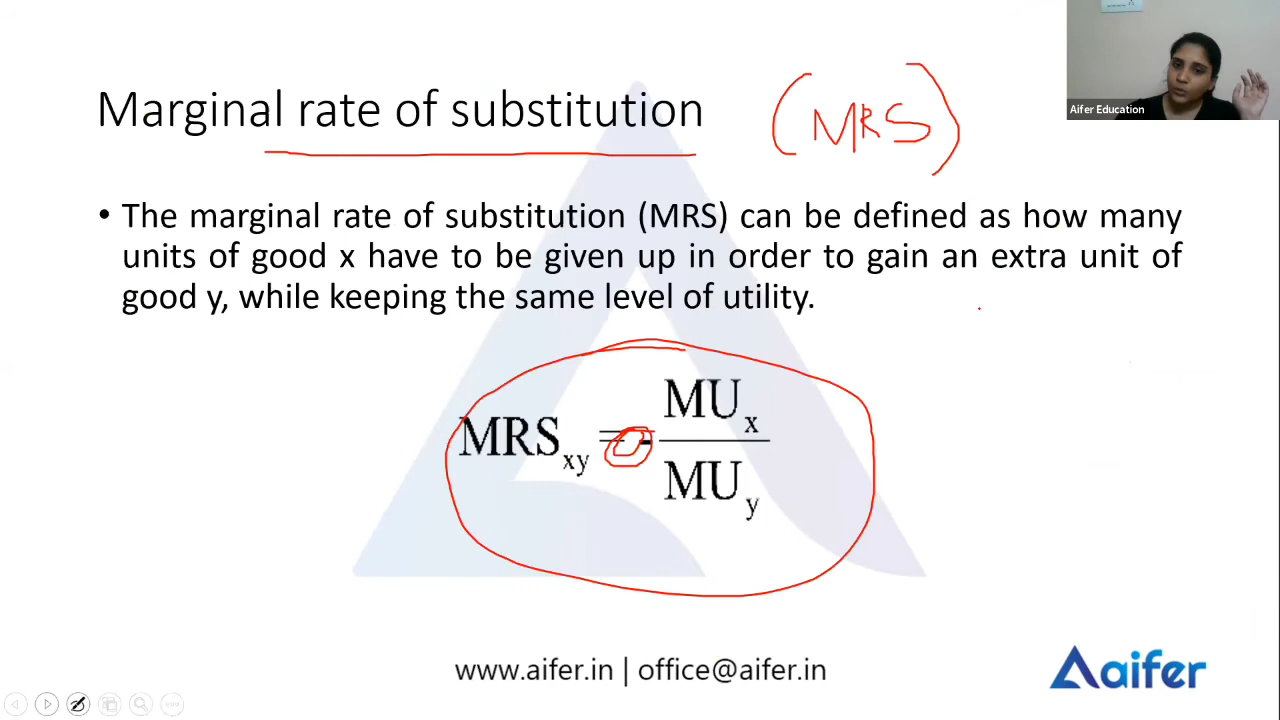 Marginal rate of substitution (MRS)
Aifer Education
• The marginal rate of substitution (MRS) can be defined as how many
units of good x have to be given up in order to gain an extra unit of
good y, while keeping the same level of utility.
MRSxy = - MUx
MUy
www.aifer.in | office@aifer.in
aifer